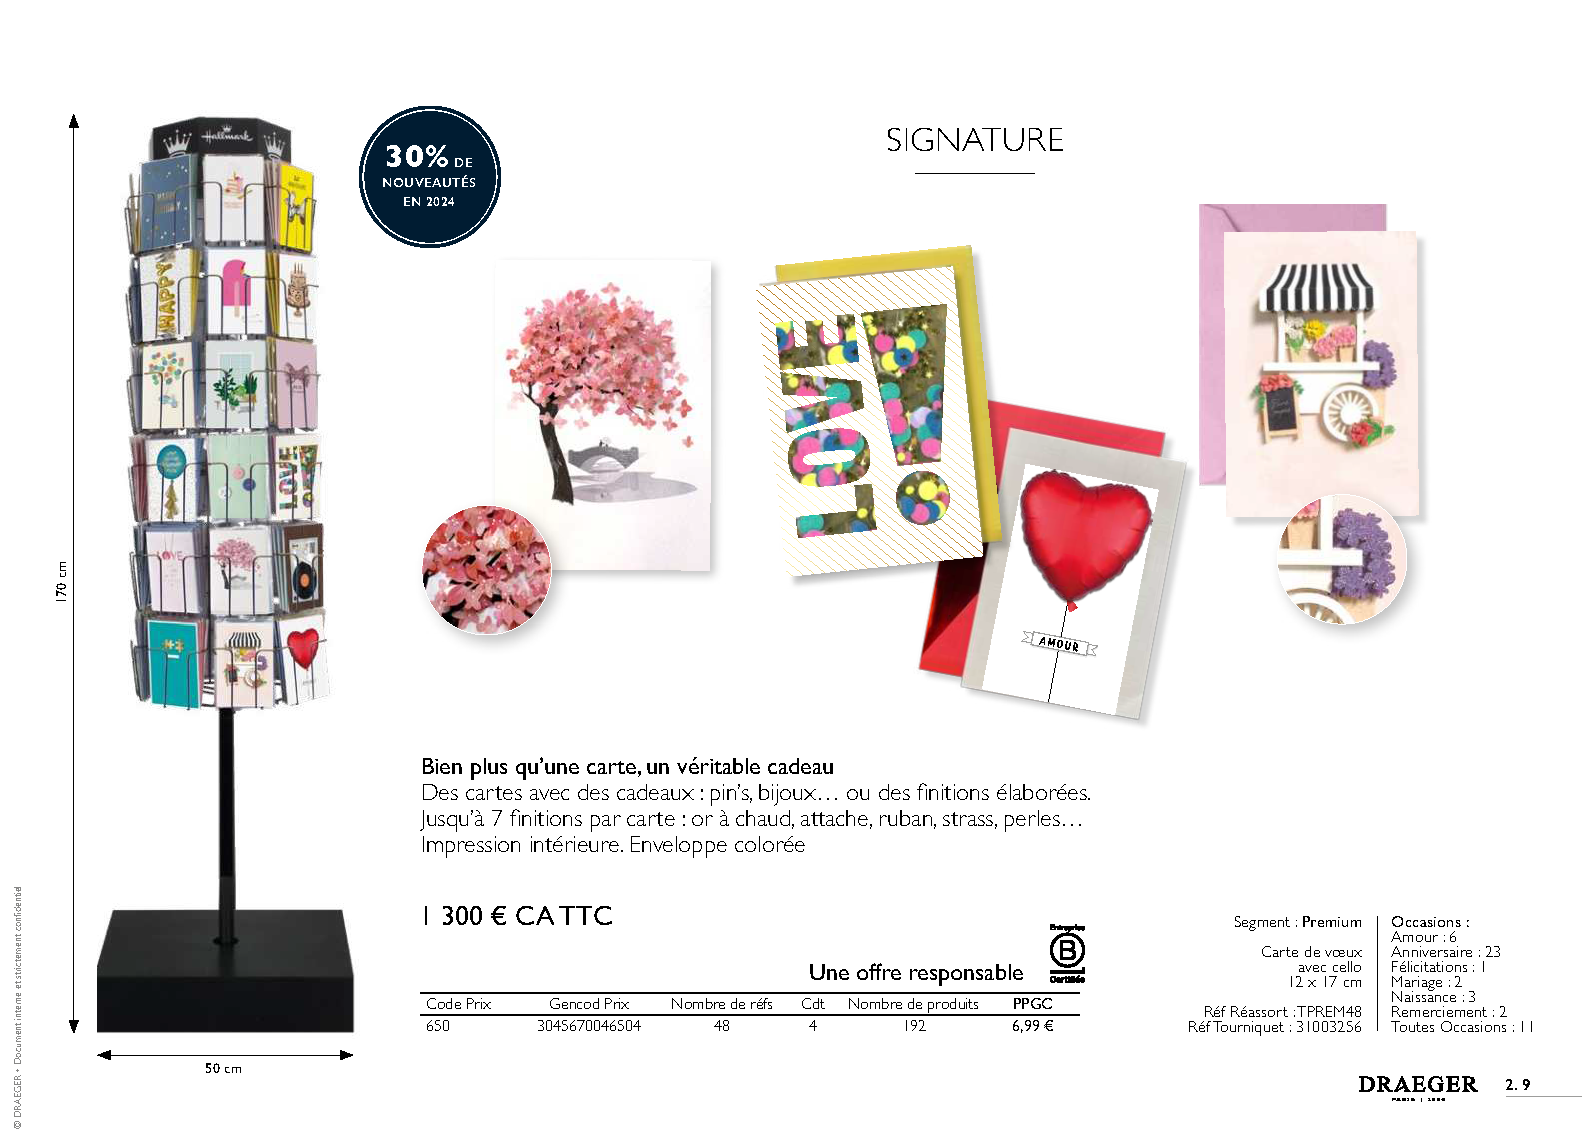 SIGNATURE
30% DE
NOUVEAUTÉS
EN 2024
Hallmark
HAPPY
LOVE
LOVE!
AMOUR
170 cm
50 cm
Bien plus qu’une carte, un véritable cadeau
Des cartes avec des cadeaux : pin’s, bijoux… ou des finitions élaborées.
Jusqu’à 7 finitions par carte : or à chaud, attache, ruban, strass, perles…
Impression intérieure. Enveloppe colorée
1 300 € CA TTC
Une offre responsable
Entreprise
B
Certifiée
Code Prix Gencod Prix Nombre de réfs Cdt Nombre de produits PPGC
650 3045670046504 48 4 192 6,99 €
Segment : Premium
Carte de vœux
avec cello
12 x 17 cm
Réf Réassort : TPREM48
Réf Tourniquet : 31003256
Occasions :
Amour : 6
Anniversaire : 23
Félicitations : 1
Mariage : 2
Naissance : 3
Remerciement : 2
Toutes Occasions : 11
DRAEGER
2. 9
© DRAEGER • Document interne et strictement confidentiel